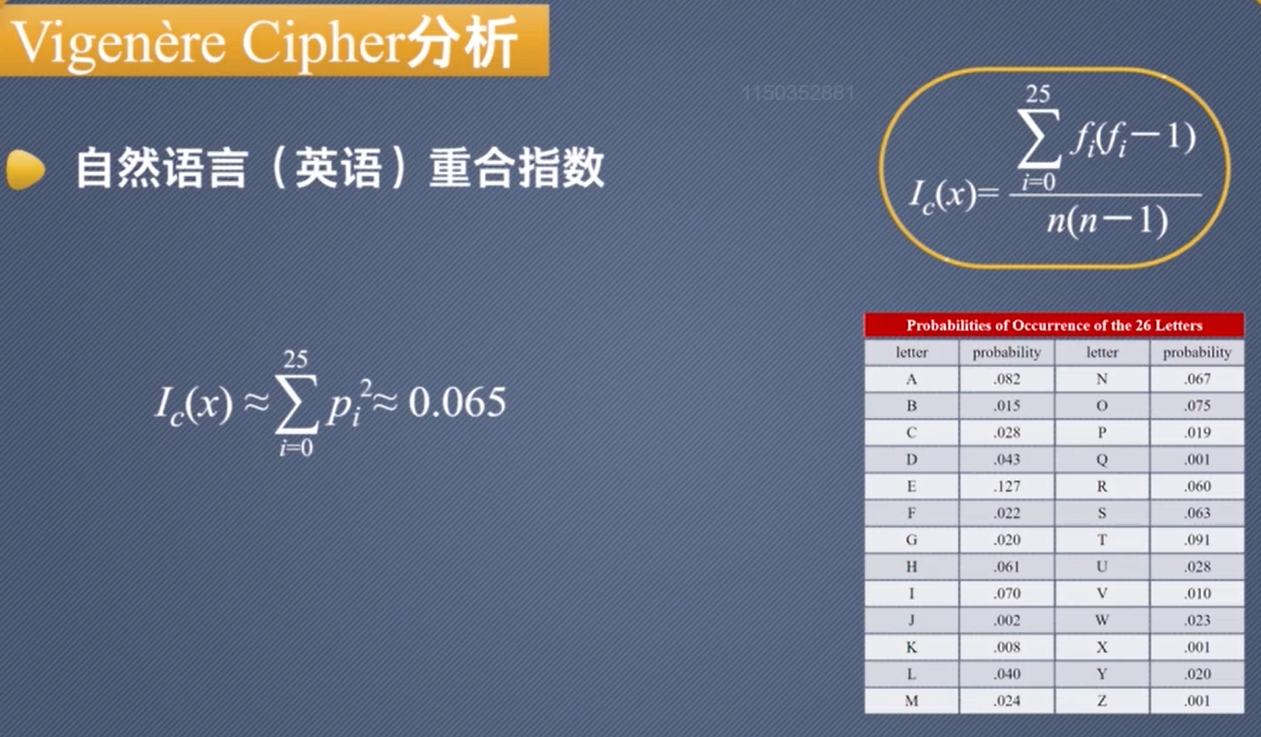 Vigenère Cipher分析
1150352881
自然语言（英语）重合指数
I_c(x)= \frac{\sum_{i=0}^{25} f_i(f_i－1)}{n(n－1)}
I_c(x) ≈ \sum_{i=0}^{25} p_i^2 ≈ 0.065
Probabilities of Occurrence of the 26 Letters
letter probability letter probability
A .082 N .067
B .015 O .075
C .028 P .019
D .043 Q .001
E .127 R .060
F .022 S .063
G .020 T .091
H .061 U .028
I .070 V .010
J .002 W .023
K .008 X .001
L .040 Y .020
M .024 Z .001